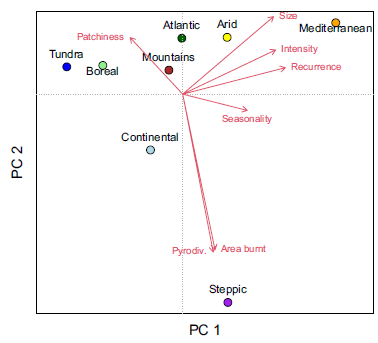 Size
Atlantic
Arid
Mediterranean
Patchiness
Intensity
Tundra
Mountains
Boreal
Recurrence
Seasonality
Continental
Pyrodiv.
Area burnt
Steppic
PC 2
PC 1